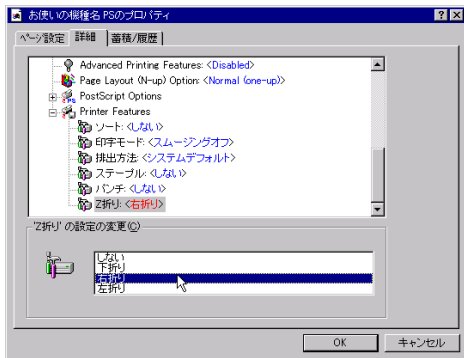 お使いの機種名 PSのプロパティ
ページ設定 詳細 蓄積/履歴
Advanced Printing Features: <Disabled>
Page Layout (N-up) Option: <Normal (one-up)>
PostScript Options
Printer Features
ソート: <しない>
印字モード: <スムージングオフ>
排出方法: <システムデフォルト>
ステープル: <しない>
パンチ: <しない>
Z折り: <右折り>
'Z折り' の設定の変更(C)
しない
下折り
右折り
左折り
OK キャンセル